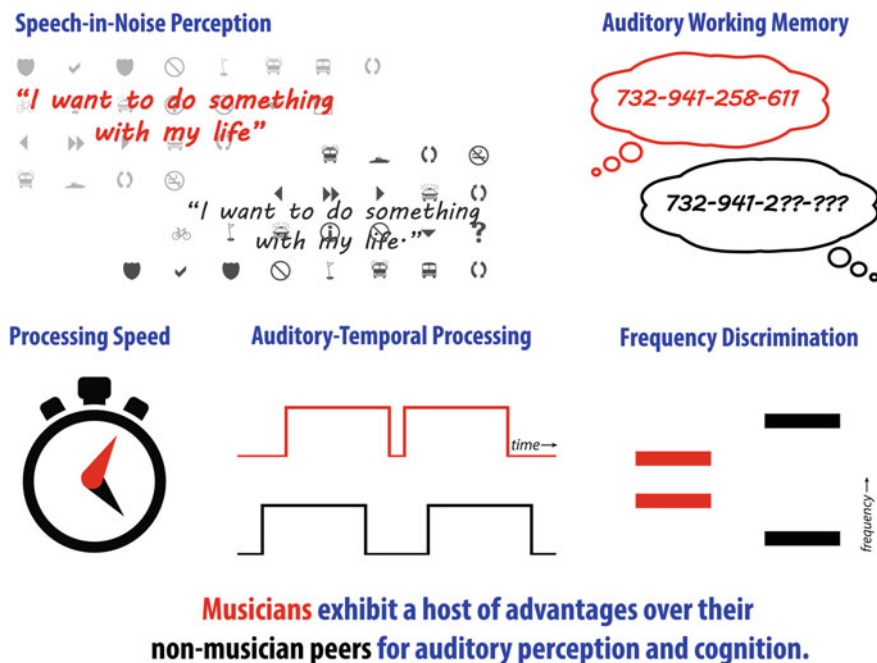 Speech-in-Noise Perception
Auditory Working Memory
"I want to do something
with my life"
"I want to do something
with my life."
?
732-941-258-611
732-941-2??-???
Processing Speed
Auditory-Temporal Processing
Frequency Discrimination
time→
frequency→
Musicians exhibit a host of advantages over their
non-musician peers for auditory perception and cognition.